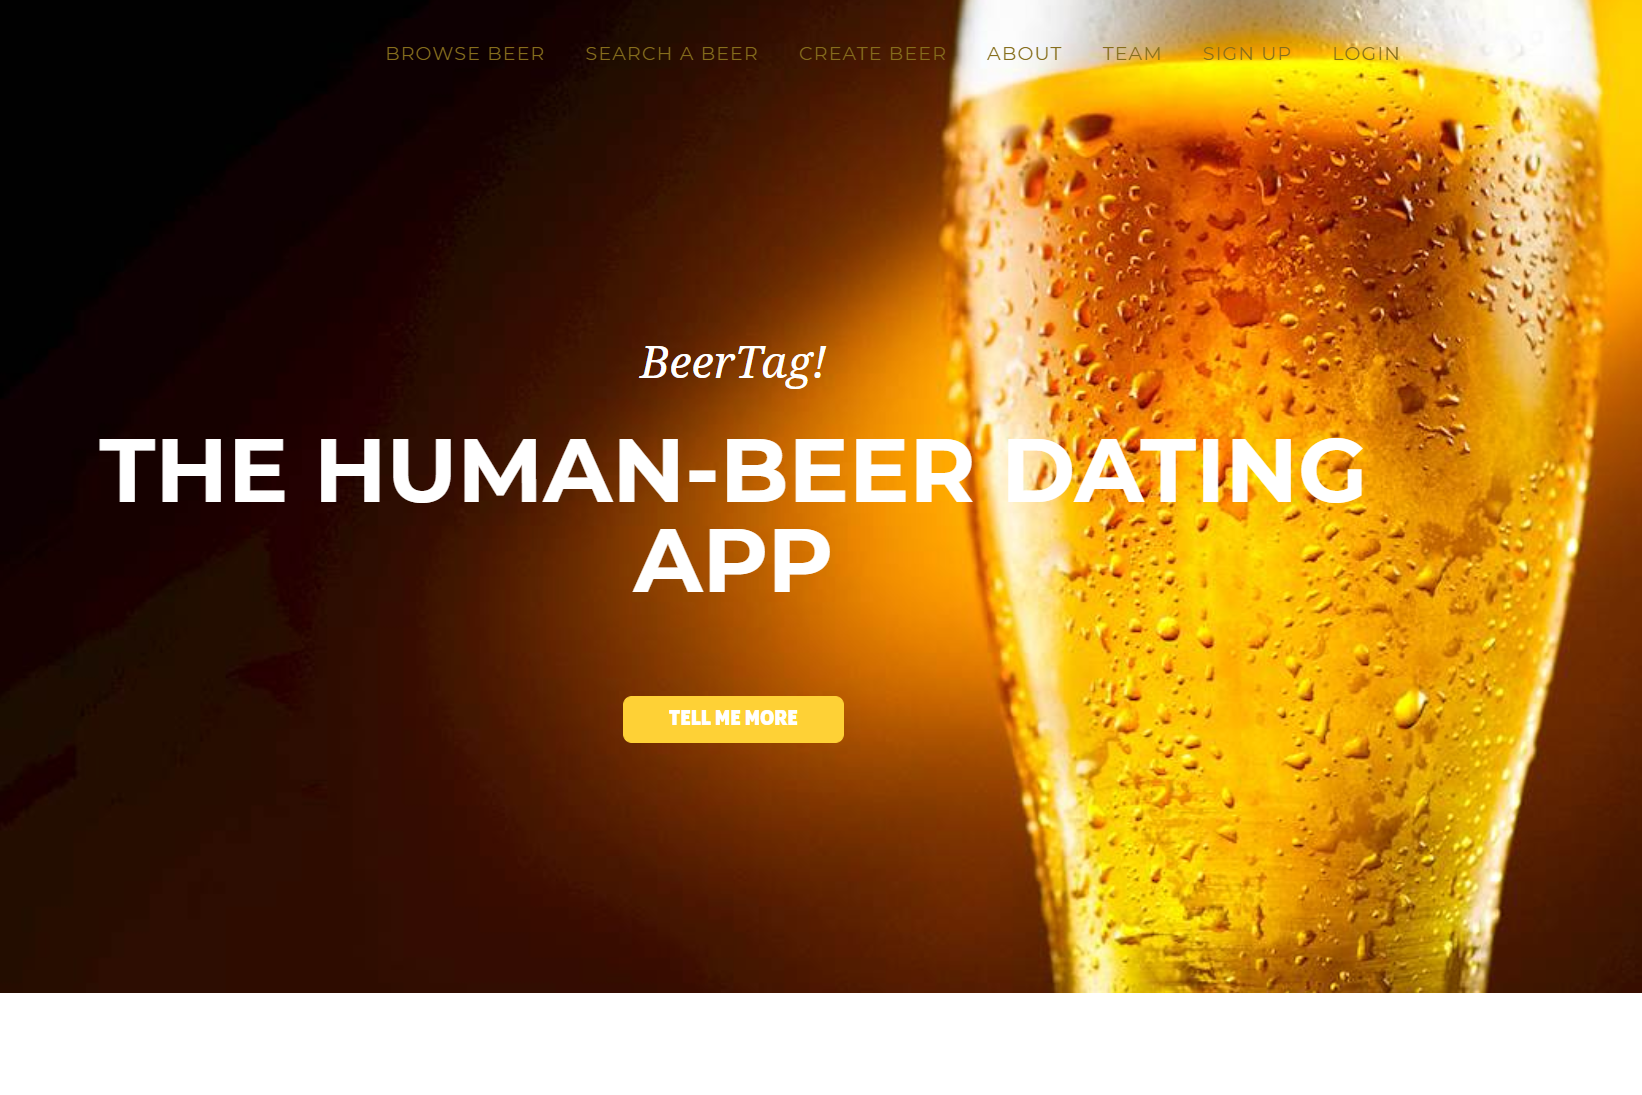 BROWSE BEER SEARCH A BEER CREATE BEER ABOUT TEAM SIGN UP LOGIN
BeerTag!
THE HUMAN-BEER DATING
APP
TELL ME MORE